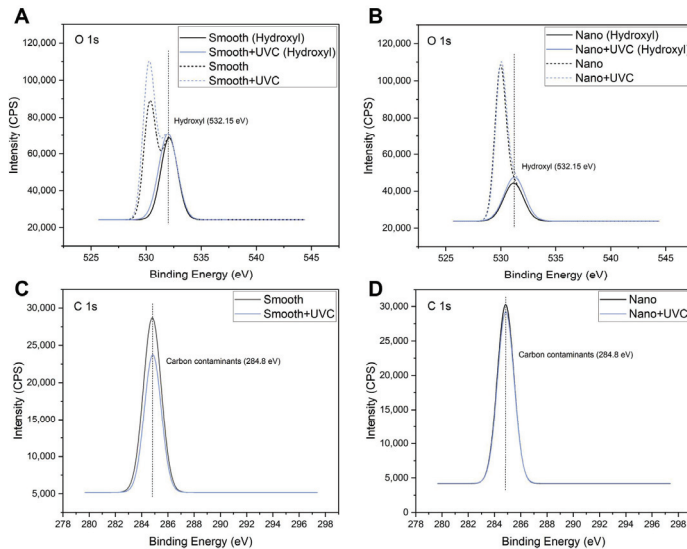 A
O 1s
Smooth (Hydroxyl)
Smooth+UVC (Hydroxyl)
Smooth
Smooth+UVC
Hydroxyl (532.15 eV)
120,000
100,000
80,000
60,000
40,000
20,000
Intensity (CPS)
525 530 535 540 545
Binding Energy (eV)
B
O 1s
Nano (Hydroxyl)
Nano+UVC (Hydroxyl)
Nano
Nano+UVC
Hydroxyl (532.15 eV)
120,000
100,000
80,000
60,000
40,000
20,000
Intensity (CPS)
525 530 535 540 545
Binding Energy (eV)
C
C 1s
Smooth
Smooth+UVC
Carbon contaminants (284.8 eV)
30,000
25,000
20,000
15,000
10,000
5,000
Intensity (CPS)
278 280 282 284 286 288 290 292 294 296 298
Binding Energy (eV)
D
C 1s
Nano
Nano+UVC
Carbon contaminants (284.8 eV)
30,000
25,000
20,000
15,000
10,000
5,000
0
Intensity (CPS)
278 280 282 284 286 288 290 292 294 296 298
Binding Energy (eV)